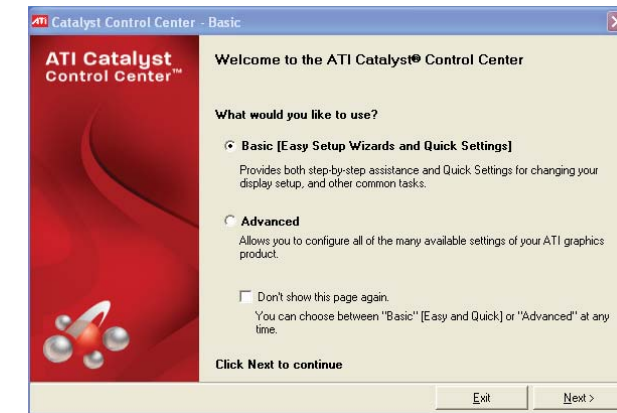 ATI Catalyst Control Center - Basic
ATI Catalyst
Control Center™
Welcome to the ATI Catalyst® Control Center
What would you like to use?
Basic [Easy Setup Wizards and Quick Settings]
Provides both step-by-step assistance and Quick Settings for changing your
display setup, and other common tasks.
Advanced
Allows you to configure all of the many available settings of your ATI graphics
product.
Don't show this page again.
You can choose between "Basic" [Easy and Quick] or "Advanced" at any
time.
Click Next to continue
Exit
Next >